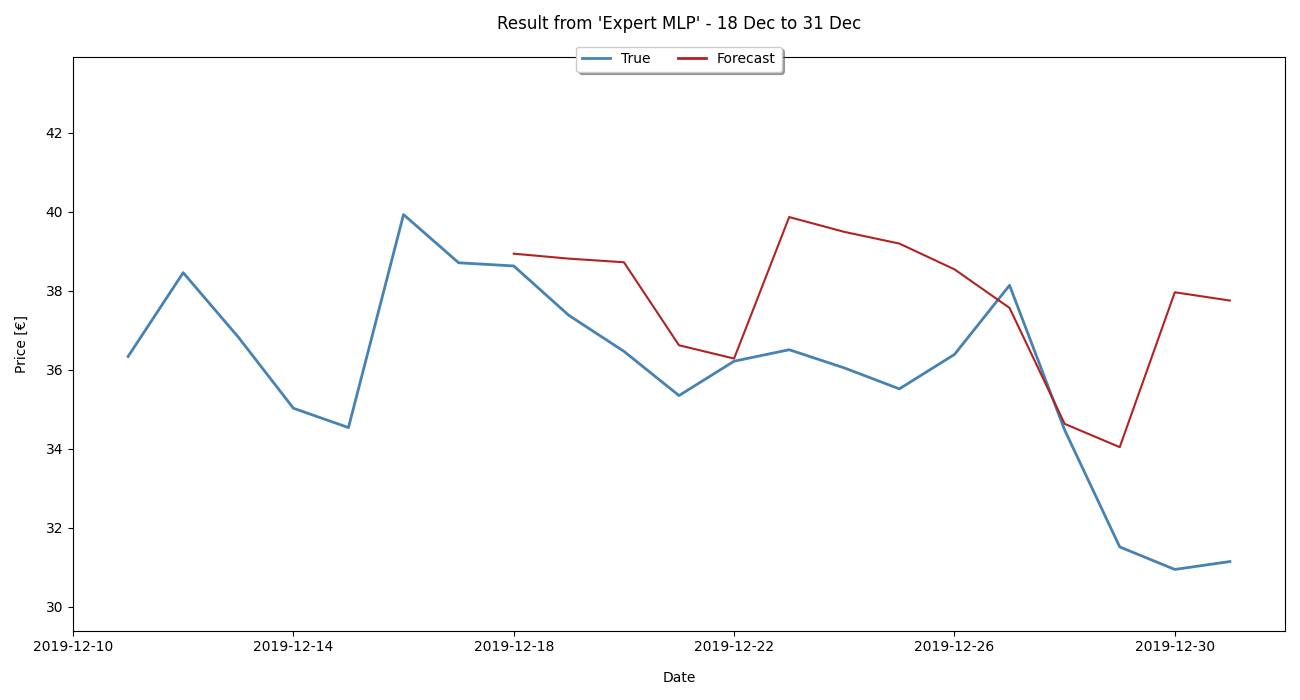 Result from 'Expert MLP' - 18 Dec to 31 Dec
True Forecast
42
40
38
36
34
32
30
Price [€]
2019-12-10 2019-12-14 2019-12-18 2019-12-22 2019-12-26 2019-12-30
Date